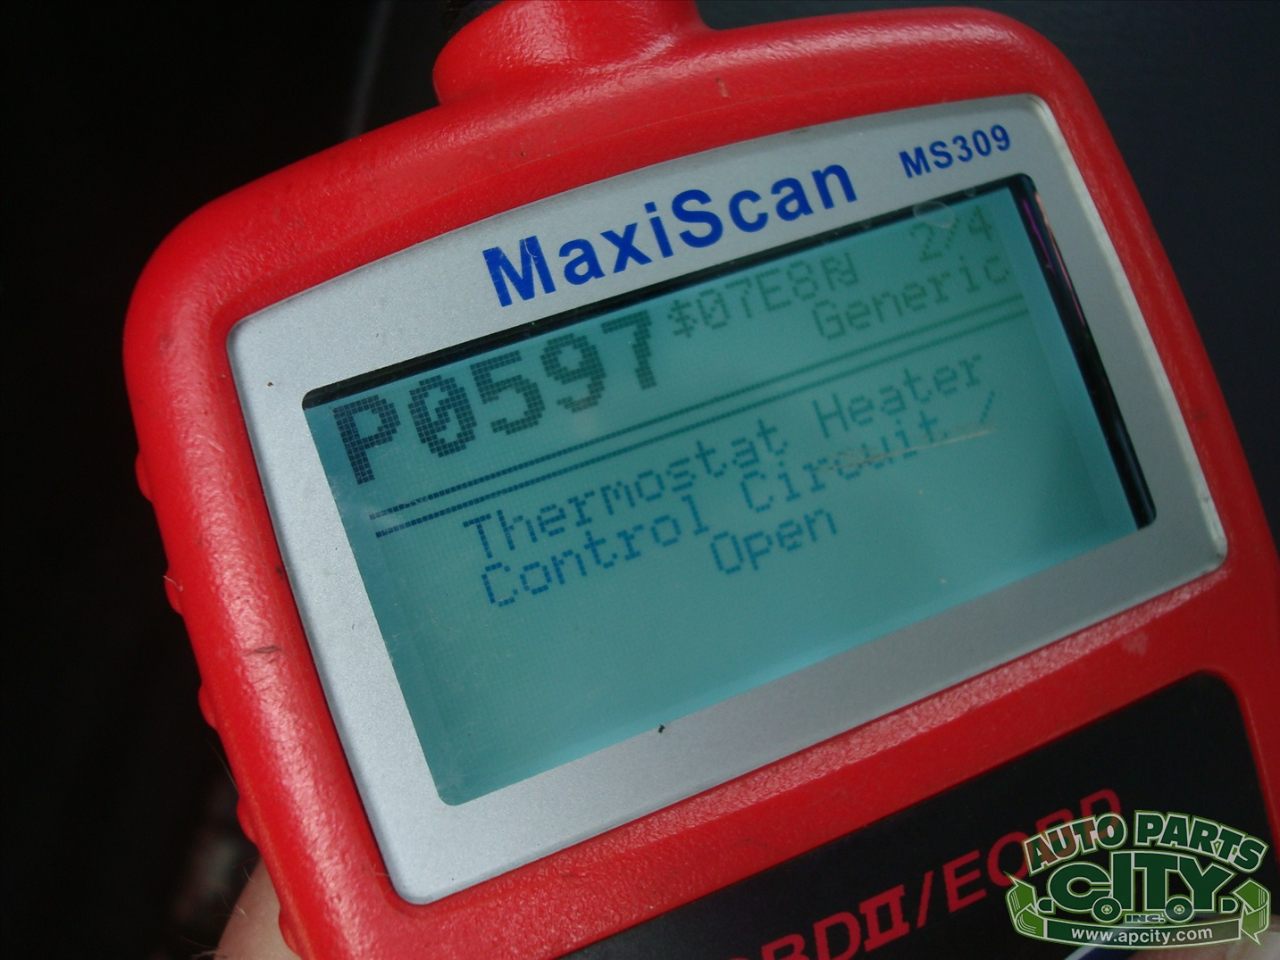 MaxiScan MS309
P0597 $07E8 2/4
Generic
Thermostat Heater
Control Circuit /
Open
OBDII/EOBD
AUTO PARTS
CITY
INC.
www.apcity.com